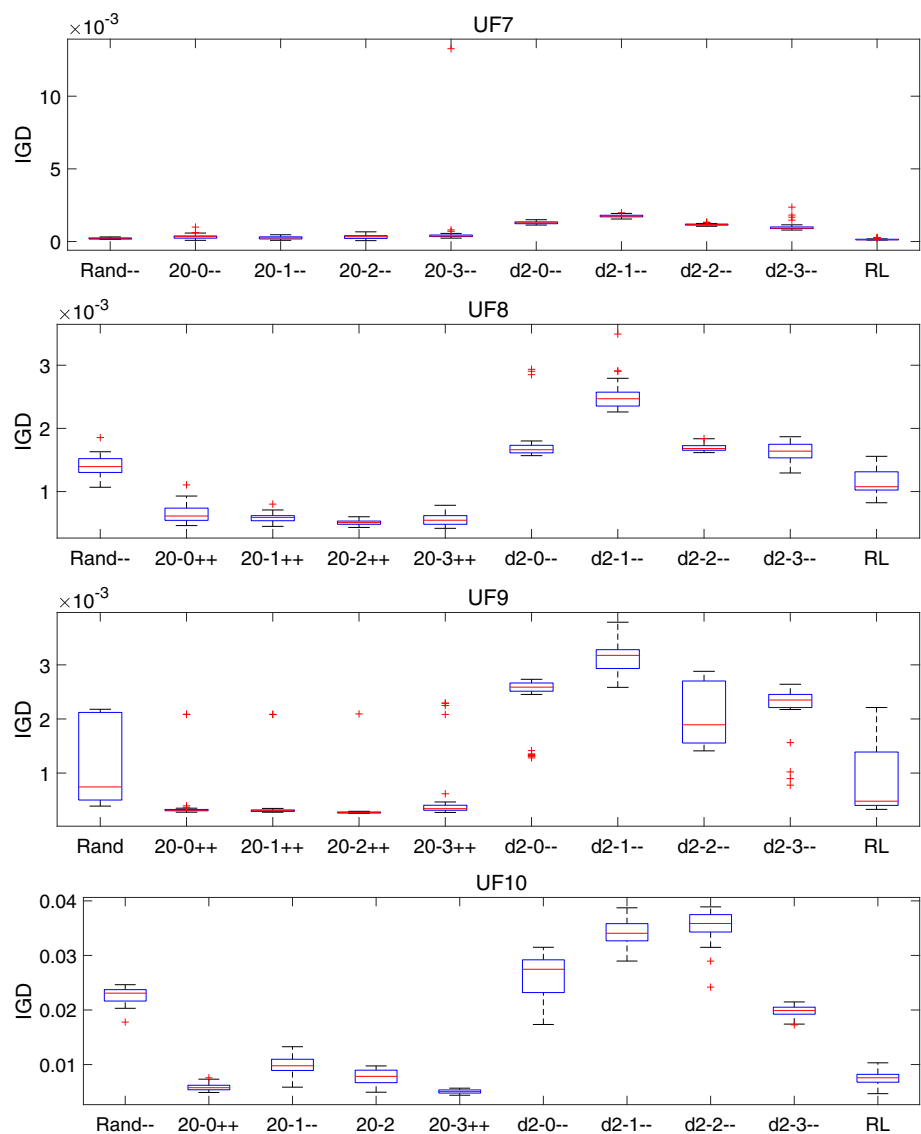 ×10^-3
UF7
10
5
0
IGD
Rand-- 20-0-- 20-1-- 20-2-- 20-3-- d2-0-- d2-1-- d2-2-- d2-3-- RL
×10^-3
UF8
3
2
1
IGD
Rand-- 20-0++ 20-1++ 20-2++ 20-3++ d2-0-- d2-1-- d2-2-- d2-3-- RL
×10^-3
UF9
3
2
1
IGD
Rand 20-0++ 20-1++ 20-2++ 20-3++ d2-0-- d2-1-- d2-2-- d2-3-- RL
UF10
0.04
0.03
0.02
0.01
IGD
Rand-- 20-0++ 20-1-- 20-2 20-3++ d2-0-- d2-1-- d2-2-- d2-3-- RL